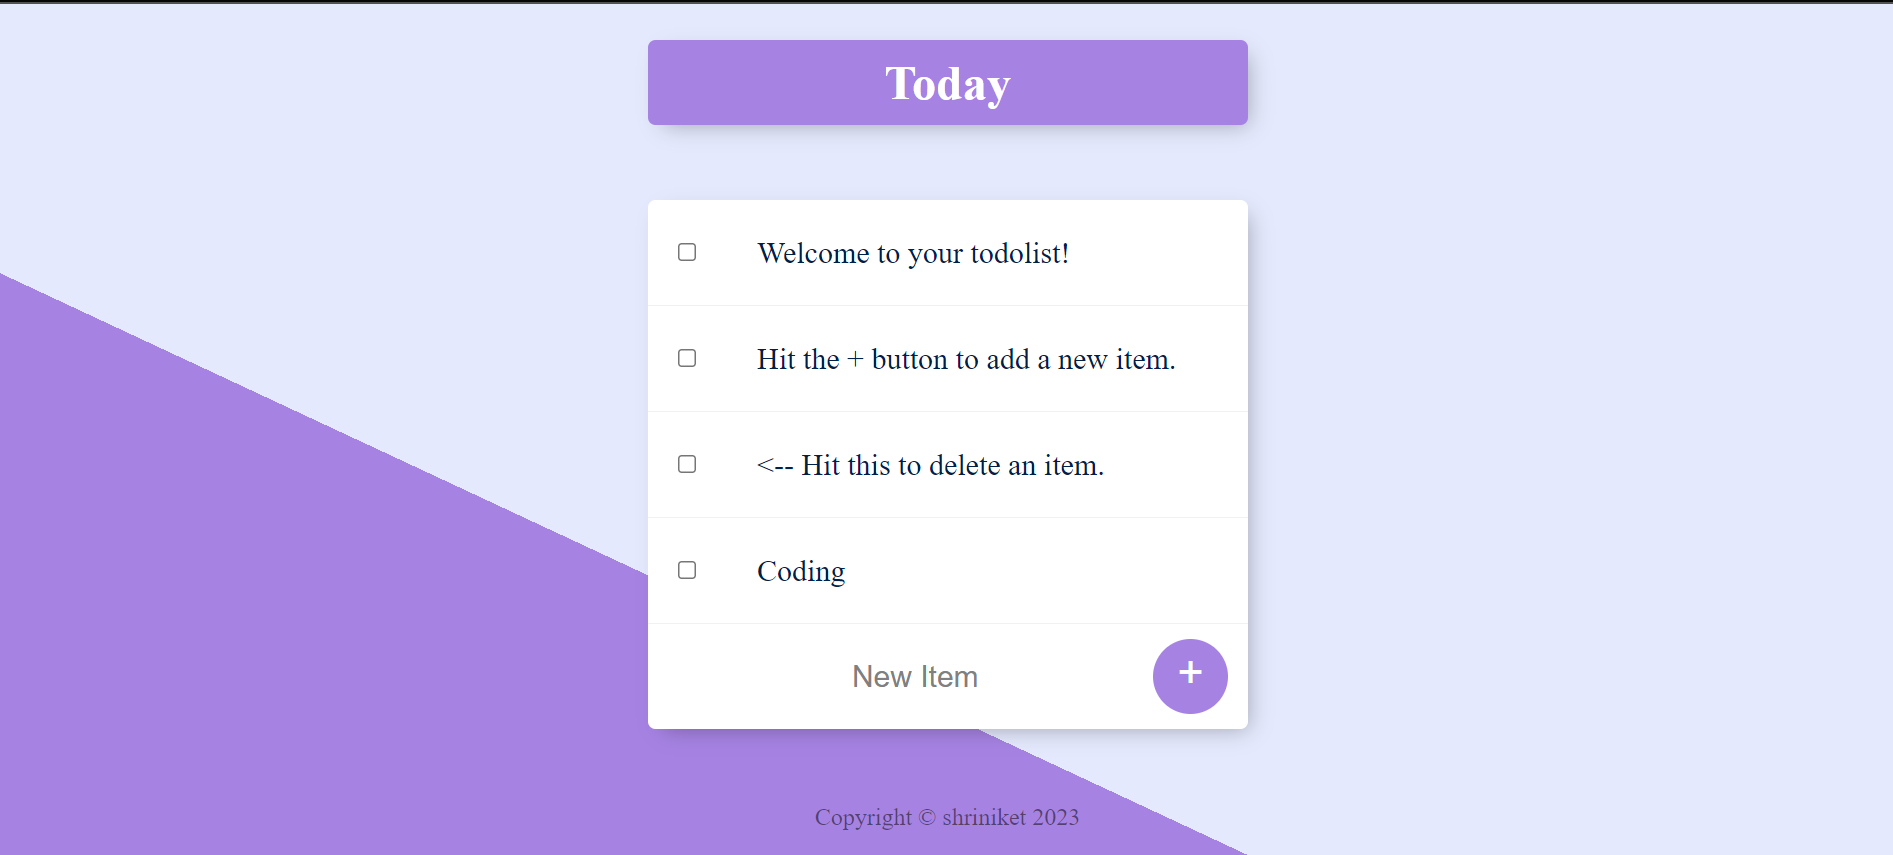 Today
Welcome to your todolist!
Hit the + button to add a new item.
<-- Hit this to delete an item.
Coding
New Item
+
Copyright © shriniket 2023